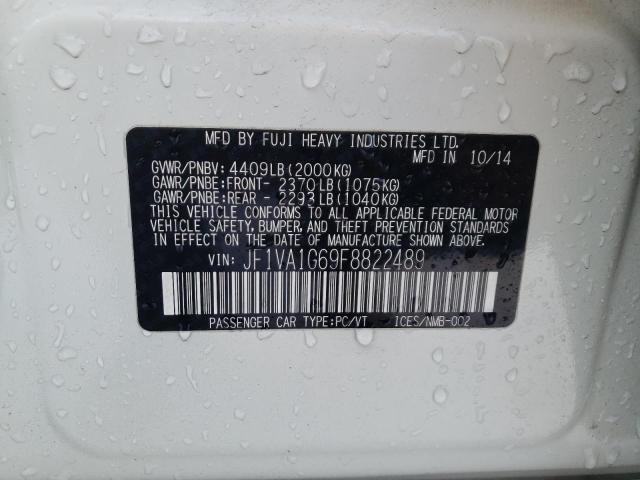 MFD BY FUJI HEAVY INDUSTRIES LTD.
MFD IN 10/14
GVWR/PNBV: 4409LB(2000KG)
GAWR/PNBE:FRONT- 2370LB(1075KG)
GAWR/PNBE:REAR - 2293LB(1040KG)
THIS VEHICLE CONFORMS TO ALL APPLICABLE FEDERAL MOTOR
VEHICLE SAFETY, BUMPER, AND THEFT PREVENTION STANDARDS
IN EFFECT ON THE DATE OF MANUFACTURE SHOWN ABOVE.
VIN: JF1VA1G69F8822489
PASSENGER CAR TYPE:PC/VT ICES/NMB-002